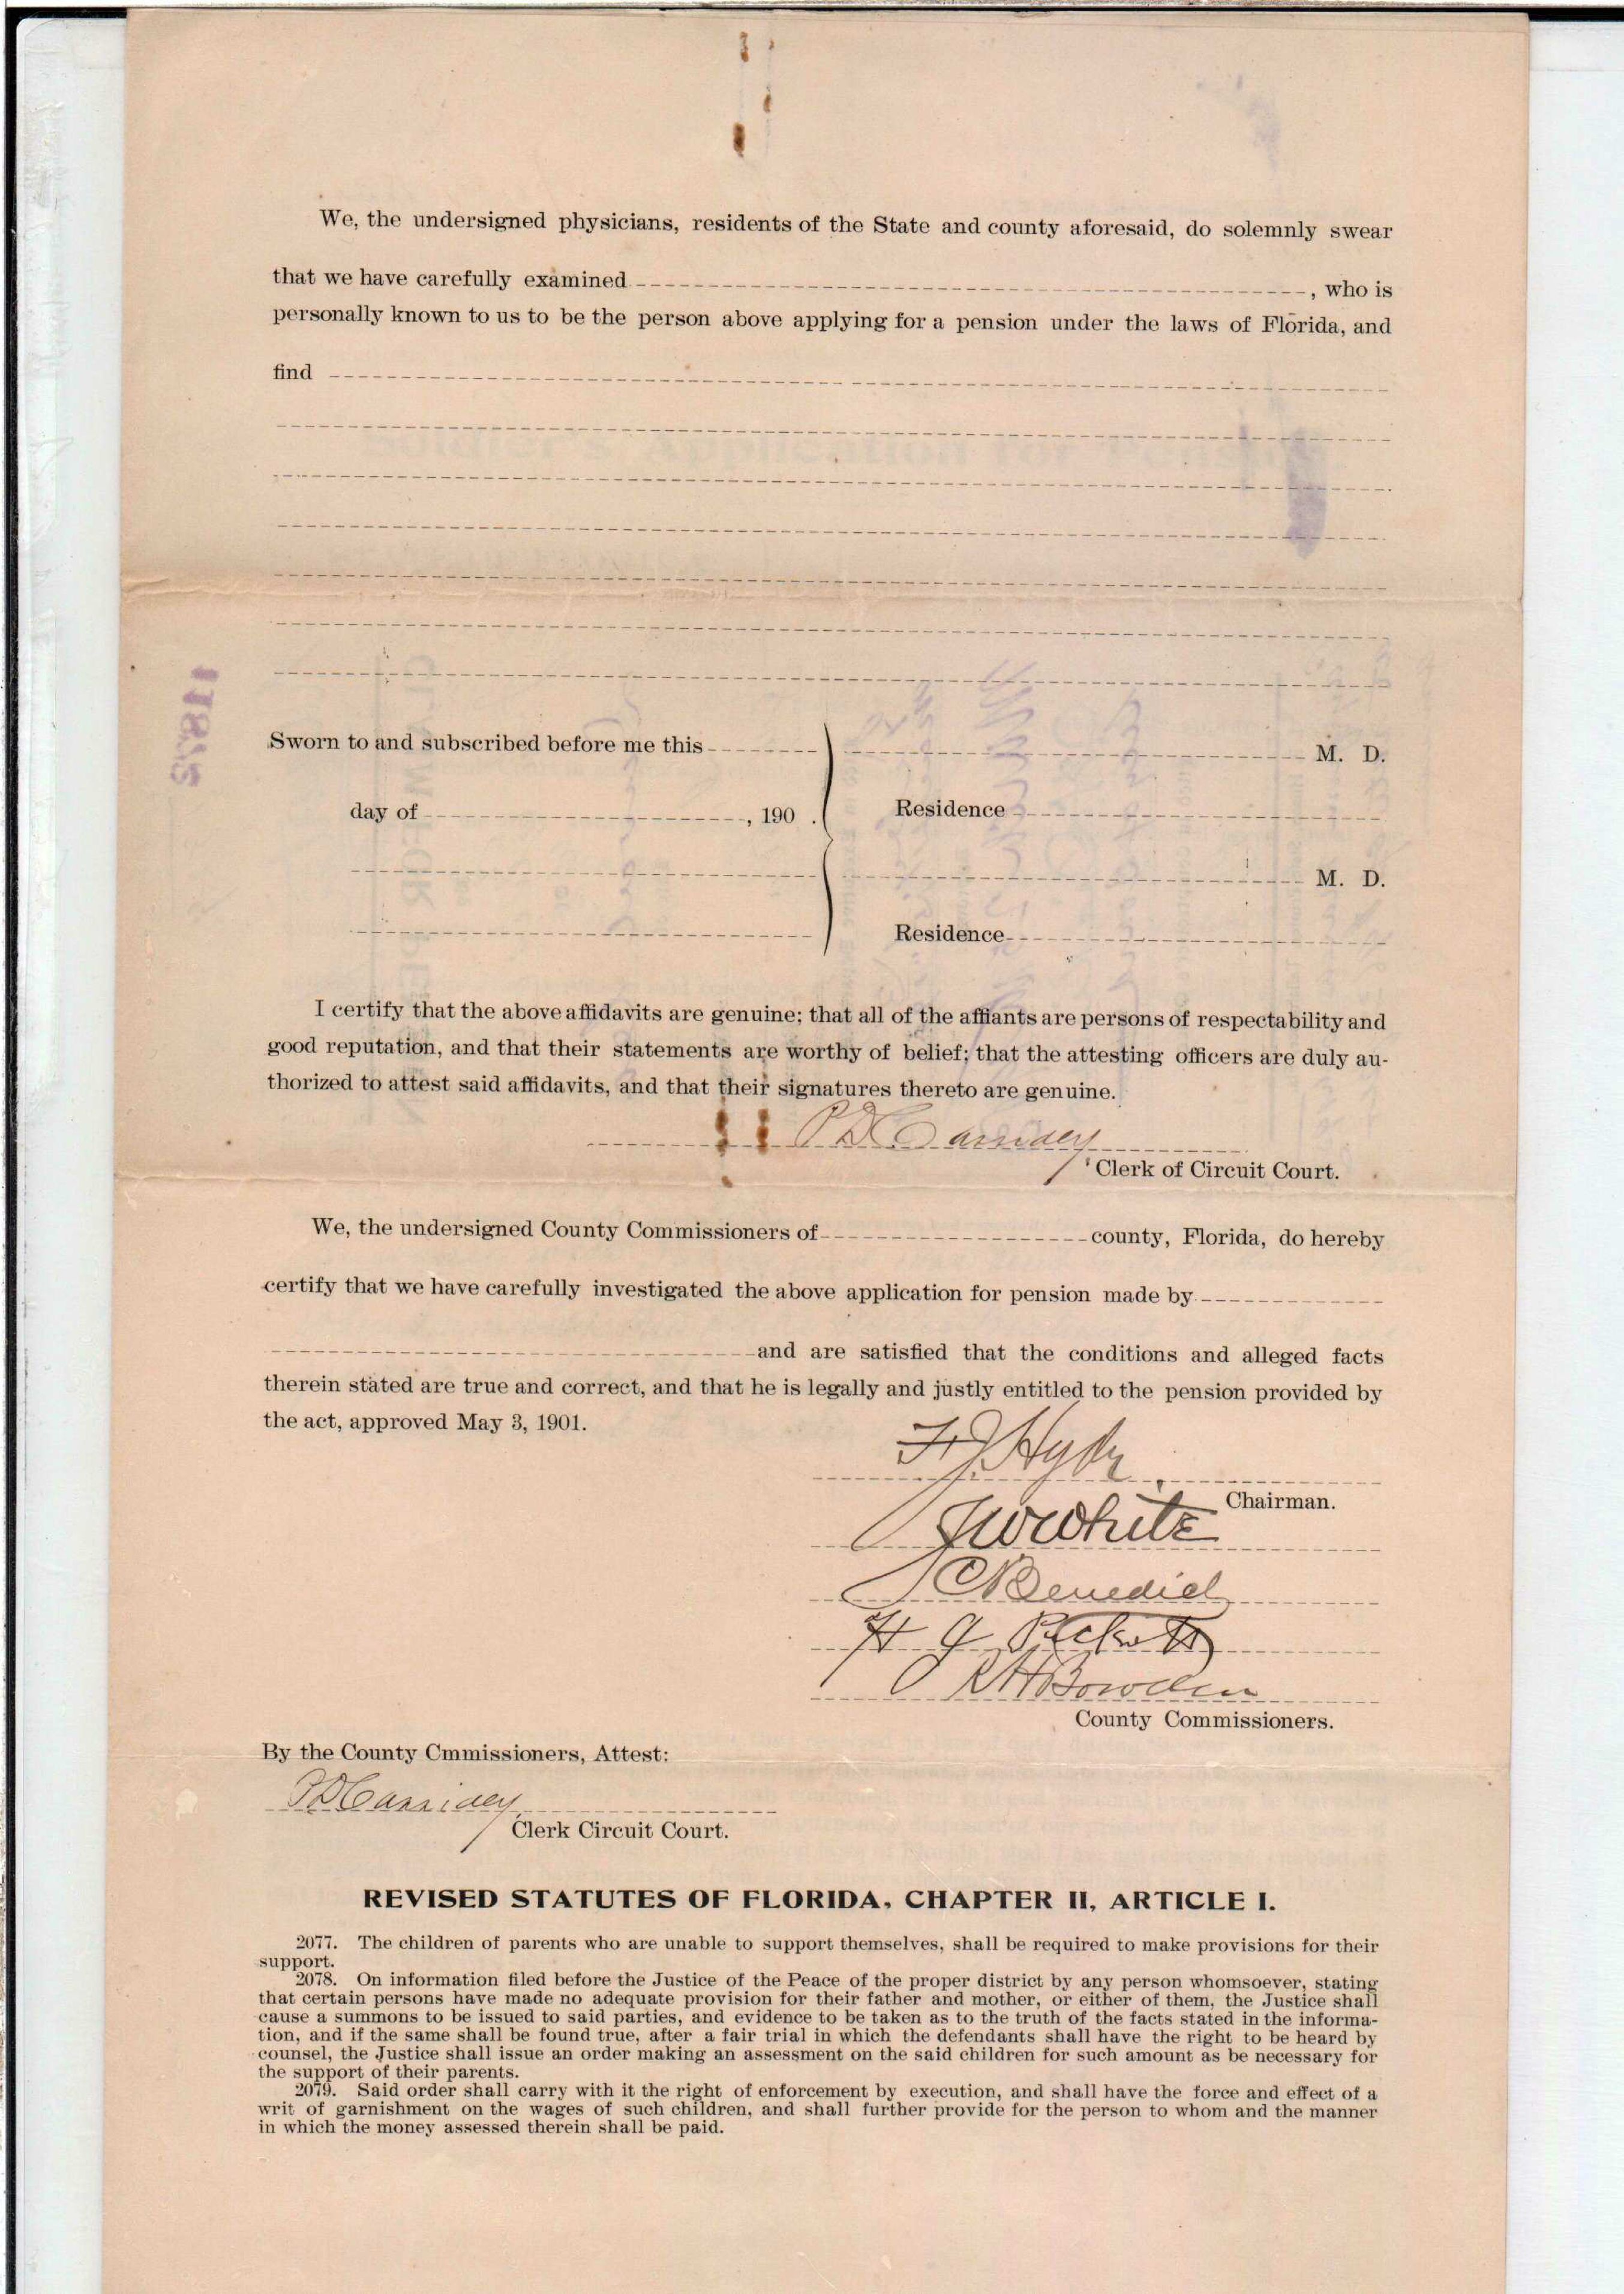 We, the undersigned physicians, residents of the State and county aforesaid, do solemnly swear
that we have carefully examined , who is
personally known to us to be the person above applying for a pension under the laws of Florida, and
find
Sworn to and subscribed before me this M. D.
day of , 190 . Residence
M. D.
Residence
I certify that the above affidavits are genuine; that all of the affiants are persons of respectability and
good reputation, and that their statements are worthy of belief; that the attesting officers are duly au-
thorized to attest said affidavits, and that their signatures thereto are genuine.
P D Cassidey
Clerk of Circuit Court.
We, the undersigned County Commissioners of county, Florida, do hereby
certify that we have carefully investigated the above application for pension made by
and are satisfied that the conditions and alleged facts
therein stated are true and correct, and that he is legally and justly entitled to the pension provided by
the act, approved May 3, 1901.
Chairman.
J W White
Benedict
H J
R H Bowden
County Commissioners.
By the County Cmmissioners, Attest:
P D Cassidey
Clerk Circuit Court.
REVISED STATUTES OF FLORIDA, CHAPTER II, ARTICLE I.
2077. The children of parents who are unable to support themselves, shall be required to make provisions for their
support.
2078. On information filed before the Justice of the Peace of the proper district by any person whomsoever, stating
that certain persons have made no adequate provision for their father and mother, or either of them, the Justice shall
cause a summons to be issued to said parties, and evidence to be taken as to the truth of the facts stated in the informa-
tion, and if the same shall be found true, after a fair trial in which the defendants shall have the right to be heard by
counsel, the Justice shall issue an order making an assessment on the said children for such amount as be necessary for
the support of their parents.
2079. Said order shall carry with it the right of enforcement by execution, and shall have the force and effect of a
writ of garnishment on the wages of such children, and shall further provide for the person to whom and the manner
in which the money assessed therein shall be paid.